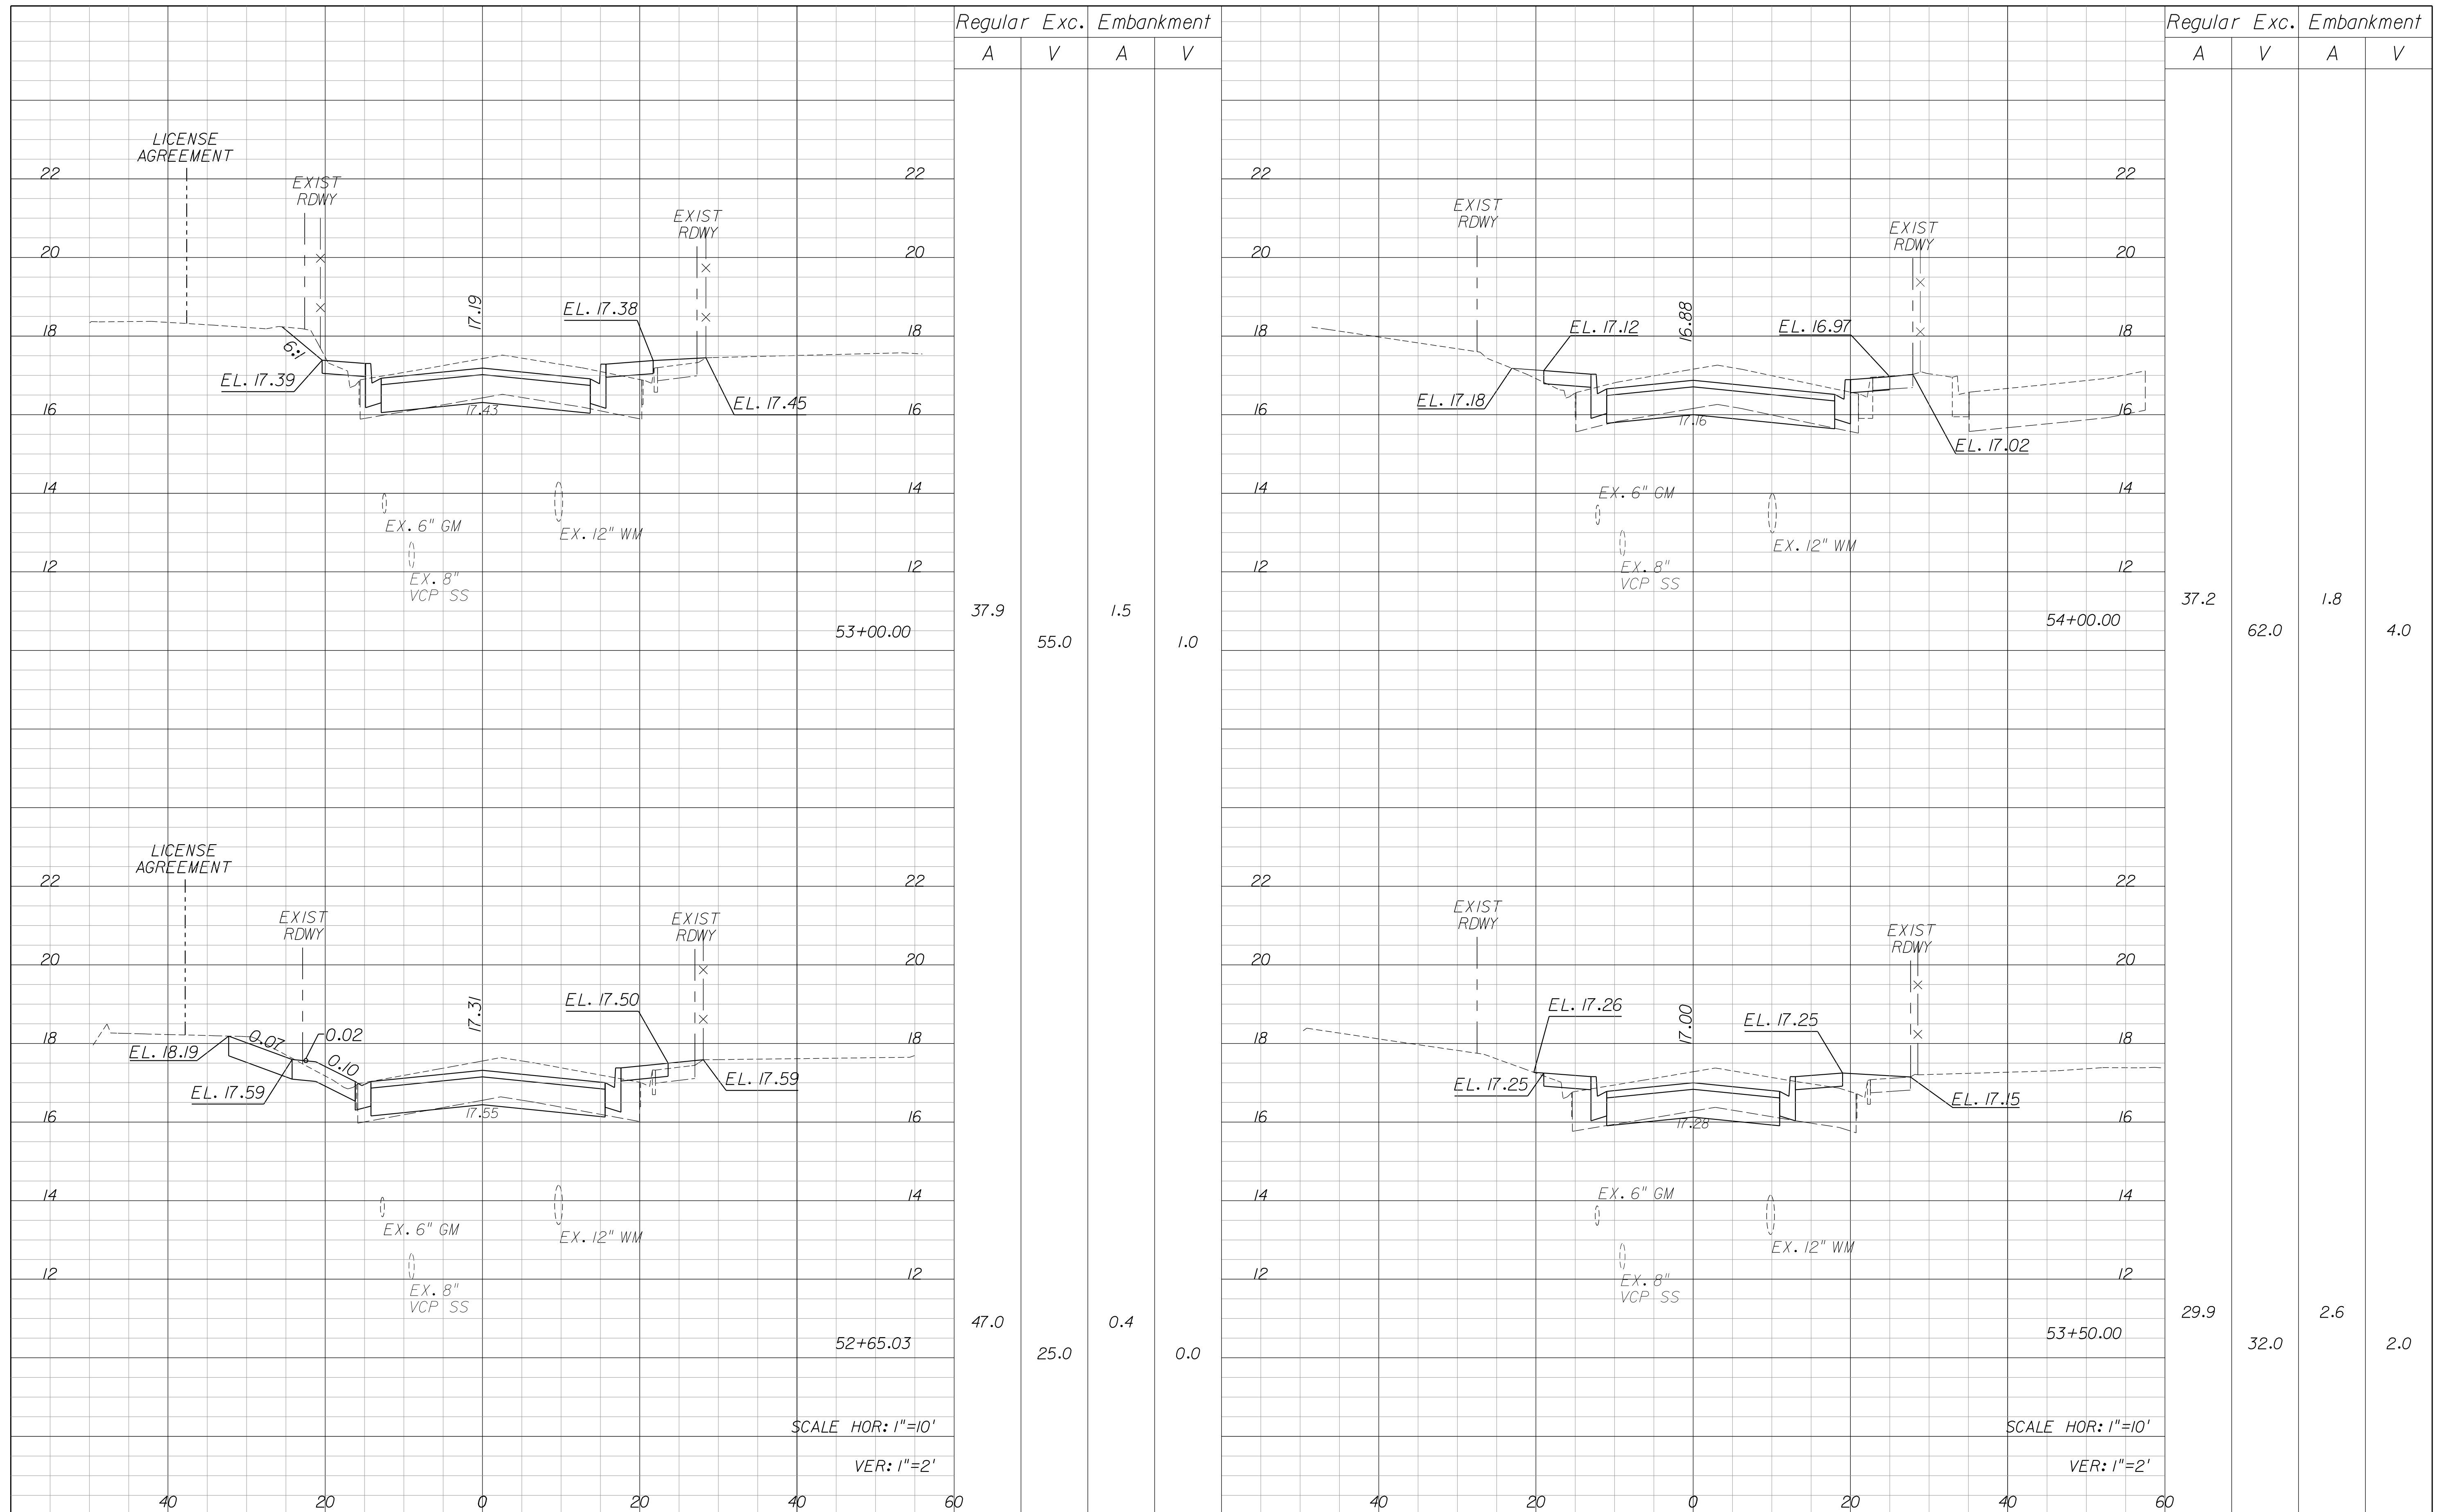 Regular Exc. Embankment
A V A V
LICENSE
AGREEMENT
22 22
EXIST
RDWY
EXIST
RDWY
20 20
17.19
EL. 17.38
18 18
6:1
EL. 17.39
EL. 17.45
16 17.43 16
14 14
EX. 6" GM
EX. 12" WM
12 12
EX. 8"
VCP SS
37.9 1.5
53+00.00
55.0 1.0
LICENSE
AGREEMENT
22 22
EXIST
RDWY
EXIST
RDWY
20 20
17.31
EL. 17.50
18 18
0.07
0.02
0.10
EL. 18.19
EL. 17.59
EL. 17.59
16 17.55 16
14 14
EX. 6" GM
EX. 12" WM
12 12
EX. 8"
VCP SS
47.0 0.4
52+65.03
25.0 0.0
SCALE HOR: 1"=10'
VER: 1"=2'
40 20 0 20 40 60
Regular Exc. Embankment
A V A V
22 22
EXIST
RDWY
EXIST
RDWY
20 20
16.88
18 18
EL. 17.12
EL. 16.97
EL. 17.18
16 17.16 16
EL. 17.02
14 14
EX. 6" GM
EX. 12" WM
12 12
EX. 8"
VCP SS
37.2 1.8
54+00.00
62.0 4.0
22 22
EXIST
RDWY
EXIST
RDWY
20 20
EL. 17.26
17.00
EL. 17.25
18 18
EL. 17.25
EL. 17.15
16 17.28 16
14 14
EX. 6" GM
EX. 12" WM
12 12
EX. 8"
VCP SS
29.9 2.6
53+50.00
32.0 2.0
SCALE HOR: 1"=10'
VER: 1"=2'
40 20 0 20 40 60